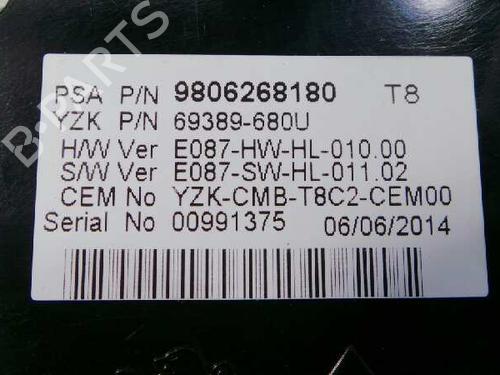 PSA P/N 9806268180 T8
YZK P/N 69389-680U
H/W Ver E087-HW-HL-010.00
S/W Ver E087-SW-HL-011.02
CEM No YZK-CMB-T8C2-CEM00
Serial No 00991375 06/06/2014
B-PARTS